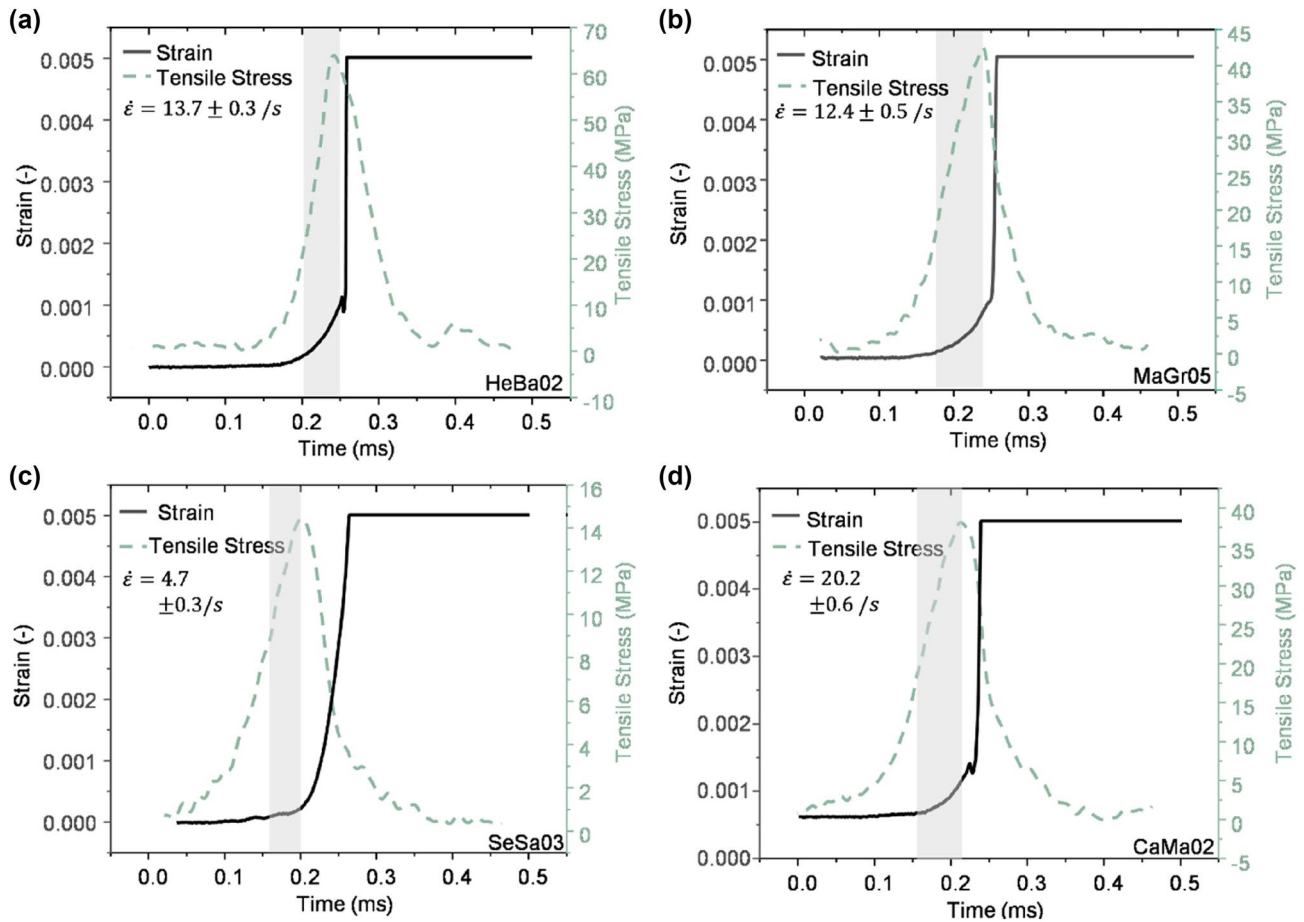 (a)
Strain
Tensile Stress
ε̇ = 13.7 ± 0.3 /s
0.005
0.004
0.003
0.002
0.001
0.000
Strain (-)
70
60
50
40
30
20
10
0
-10
Tensile Stress (MPa)
HeBa02
0.0 0.1 0.2 0.3 0.4 0.5
Time (ms)
(b)
Strain
Tensile Stress
ε̇ = 12.4 ± 0.5 /s
0.005
0.004
0.003
0.002
0.001
0.000
Strain (-)
45
40
35
30
25
20
15
10
5
0
-5
Tensile Stress (MPa)
MaGr05
0.0 0.1 0.2 0.3 0.4 0.5
Time (ms)
(c)
Strain
Tensile Stress
ε̇ = 4.7
±0.3/s
0.005
0.004
0.003
0.002
0.001
0.000
Strain (-)
16
14
12
10
8
6
4
2
0
Tensile Stress (MPa)
SeSa03
0.0 0.1 0.2 0.3 0.4 0.5
Time (ms)
(d)
Strain
Tensile Stress
ε̇ = 20.2
±0.6 /s
0.005
0.004
0.003
0.002
0.001
0.000
Strain (-)
40
35
30
25
20
15
10
5
0
-5
Tensile Stress (MPa)
CaMa02
0.0 0.1 0.2 0.3 0.4 0.5
Time (ms)